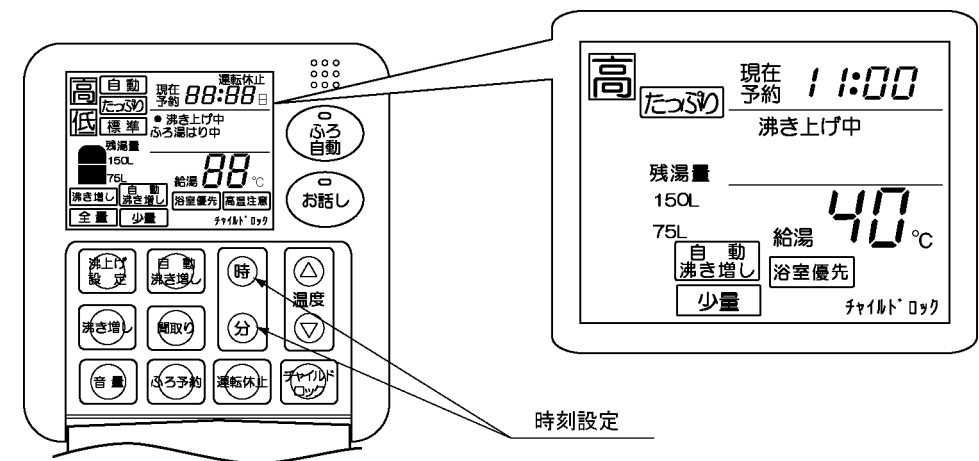 高
自動
運転休止
たっぷり
現在
予約
88:88
日
低
標準
● 沸き上げ中
ふろ湯はり中
残湯量
150L
75L
給湯
88
℃
沸き増し
自動
沸き増し
浴室優先
高温注意
全量
少量
チャイルドロック
ふろ
自動
お話し
沸上げ
設定
自動
沸き増し
時
温度
沸き増し
聞取り
分
音量
ふろ予約
運転休止
チャイルド
ロック
時刻設定
高
たっぷり
現在
予約
11:00
沸き上げ中
残湯量
150L
75L
給湯
40
℃
自動
沸き増し
浴室優先
少量
チャイルドロック